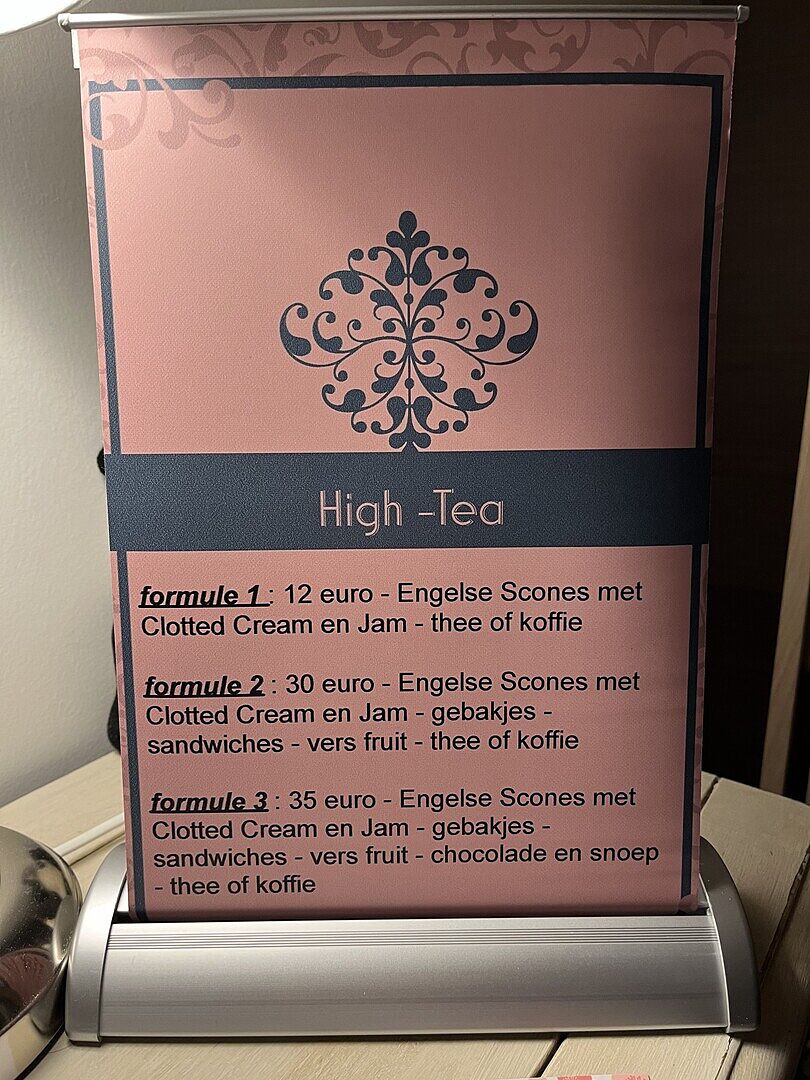 High -Tea
formule 1 : 12 euro - Engelse Scones met
Clotted Cream en Jam - thee of koffie
formule 2 : 30 euro - Engelse Scones met
Clotted Cream en Jam - gebakjes -
sandwiches - vers fruit - thee of koffie
formule 3 : 35 euro - Engelse Scones met
Clotted Cream en Jam - gebakjes -
sandwiches - vers fruit - chocolade en snoep
- thee of koffie